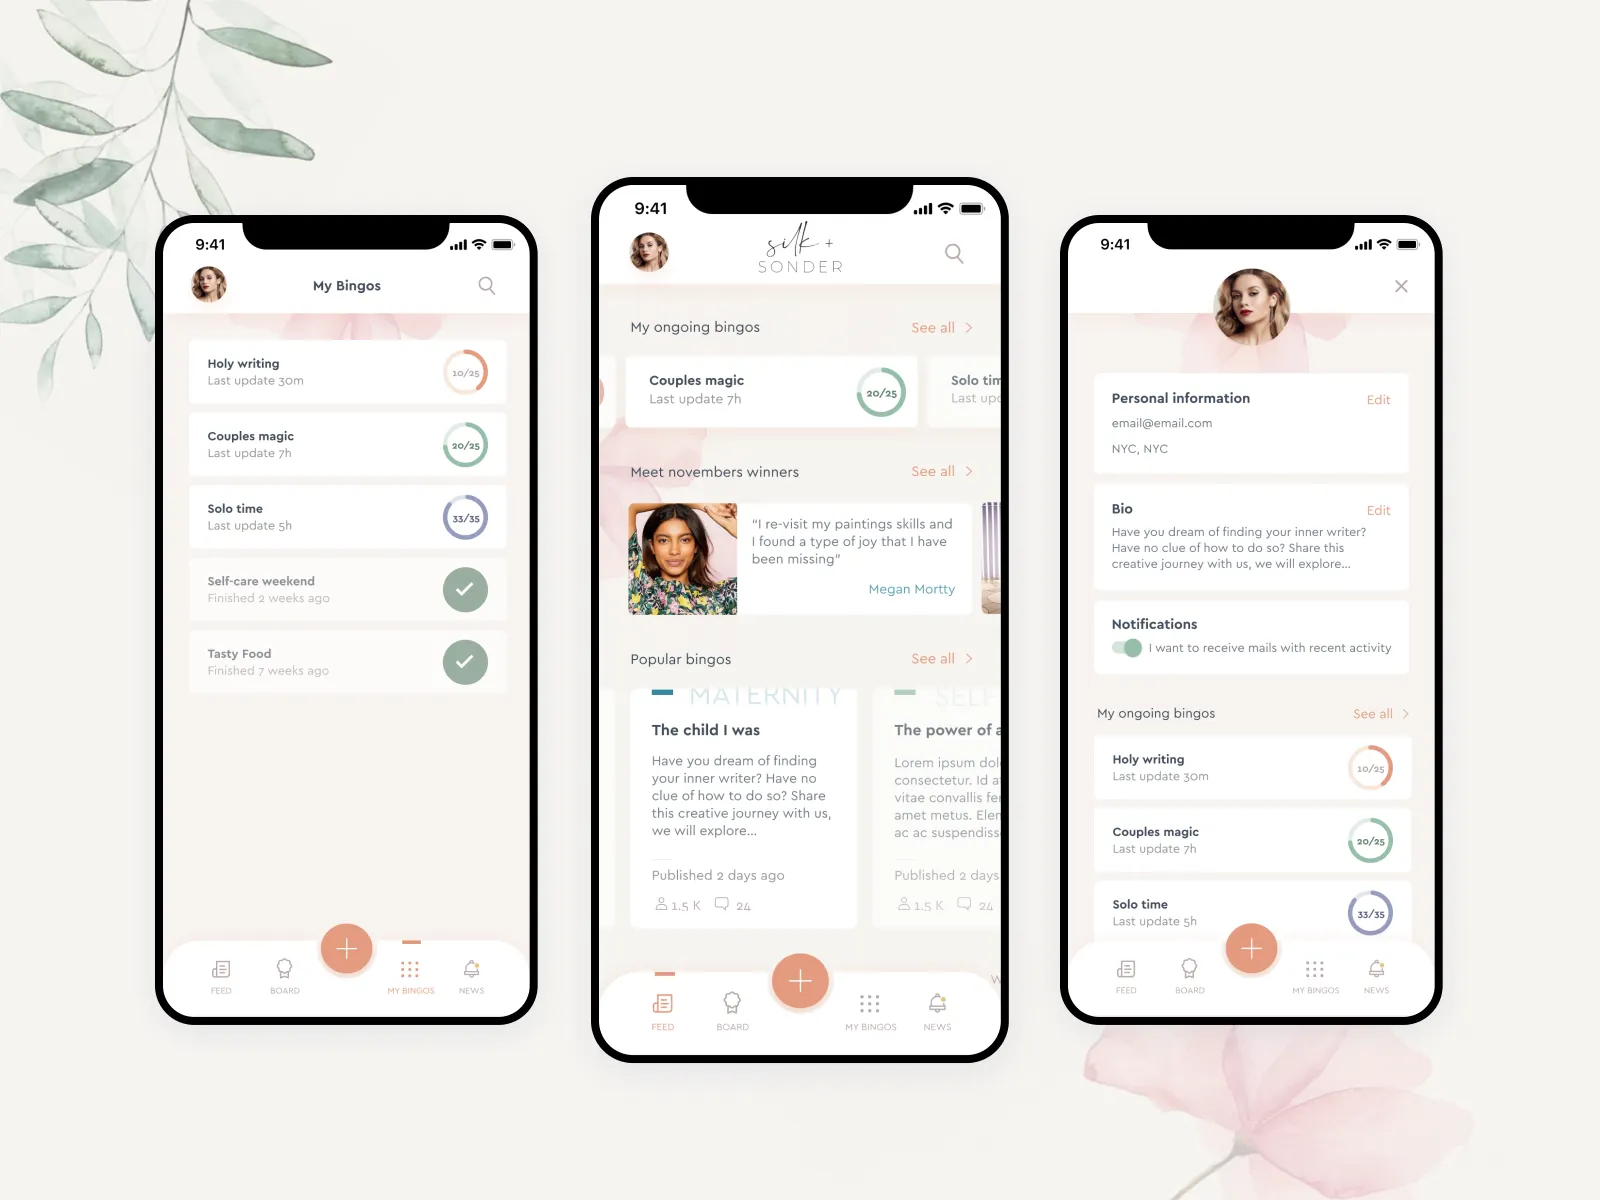 9:41
My Bingos
Holy writing
Last update 30m
10/25
Couples magic
Last update 7h
20/25
Solo time
Last update 5h
33/35
Self-care weekend
Finished 2 weeks ago
Tasty Food
Finished 7 weeks ago
FEED
BOARD
MY BINGOS
NEWS
9:41
silk +
SONDER
My ongoing bingos
See all
Couples magic
Last update 7h
20/25
Solo tim
Last upd
Meet novembers winners
See all
“I re-visit my paintings skills and
I found a type of joy that I have
been missing”
Megan Mortty
Popular bingos
See all
MATERNITY
The child I was
Have you dream of finding
your inner writer? Have no
clue of how to do so? Share
this creative journey with us,
we will explore...
Published 2 days ago
1.5 K
24
SELF
The power of a
Lorem ipsum dol
consectetur. Id a
vitae convallis fe
amet metus. Ele
ac ac suspendiss
Published 2 days
1.5 K
24
W
FEED
BOARD
MY BINGOS
NEWS
9:41
Personal information
Edit
email@email.com
NYC, NYC
Bio
Edit
Have you dream of finding your inner writer?
Have no clue of how to do so? Share this
creative journey with us, we will explore...
Notifications
I want to receive mails with recent activity
My ongoing bingos
See all
Holy writing
Last update 30m
10/25
Couples magic
Last update 7h
20/25
Solo time
Last update 5h
33/35
FEED
BOARD
MY BINGOS
NEWS